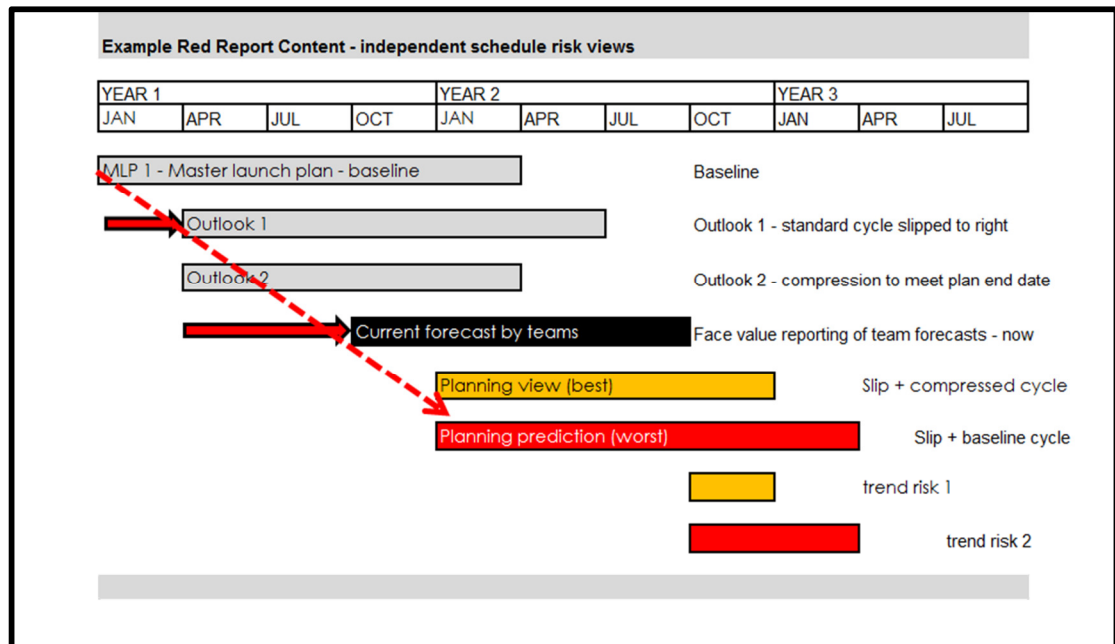 Example Red Report Content - independent schedule risk views
YEAR 1 YEAR 2 YEAR 3
JAN APR JUL OCT JAN APR JUL OCT JAN APR JUL
MLP 1 - Master launch plan - baseline Baseline
Outlook 1 Outlook 1 - standard cycle slipped to right
Outlook 2 Outlook 2 - compression to meet plan end date
Current forecast by teams Face value reporting of team forecasts - now
Planning view (best) Slip + compressed cycle
Planning prediction (worst) Slip + baseline cycle
trend risk 1
trend risk 2